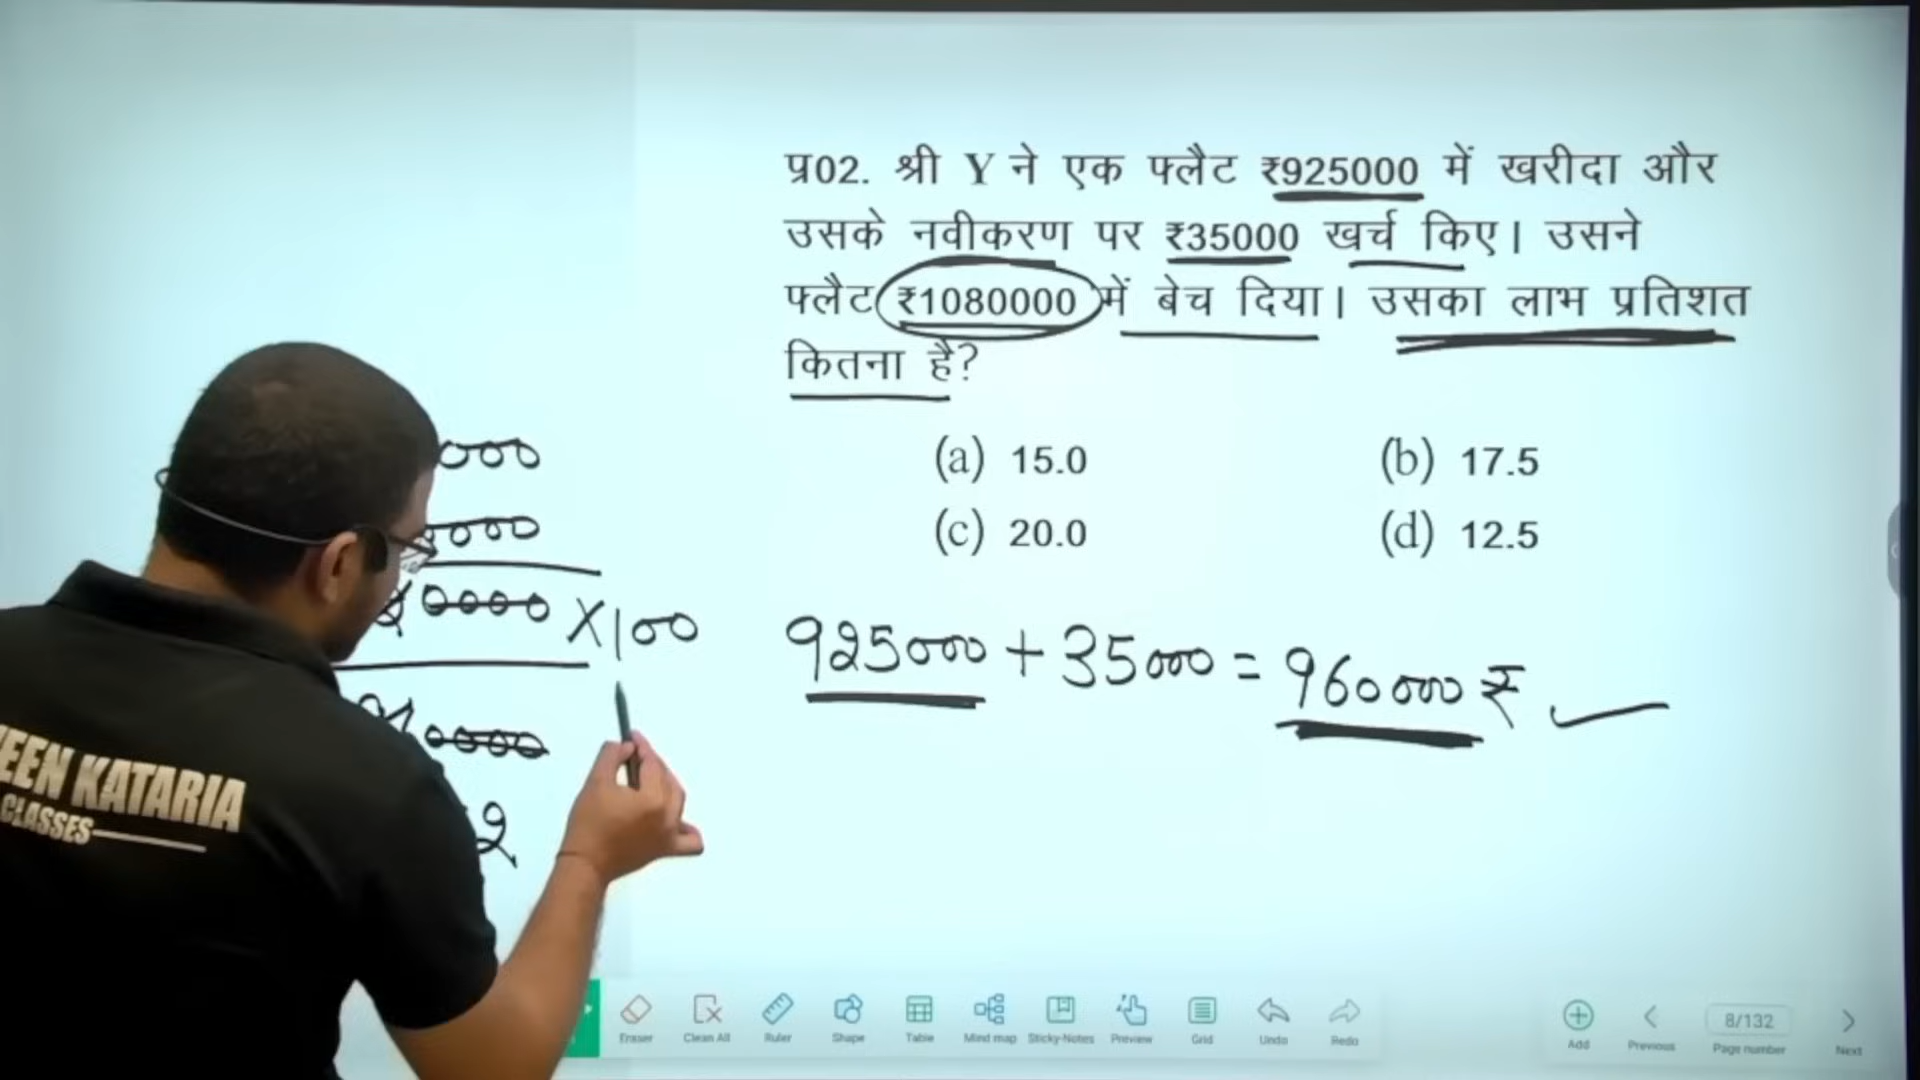 प्र02. श्री Y ने एक फ्लैट ₹925000 में खरीदा और
उसके नवीकरण पर ₹35000 खर्च किए। उसने
फ्लैट ₹1080000 में बेच दिया। उसका लाभ प्रतिशत
कितना है?
(a) 15.0 (b) 17.5
(c) 20.0 (d) 12.5
925000 + 35000 = 960000 ₹
0000 X 100
2
EEN KATARIA
CLASSES
Eraser Clean All Ruler Shape Table Mind map Sticky-Notes Preview Grid Undo Redo
Add Previous 8/132 Page number Next